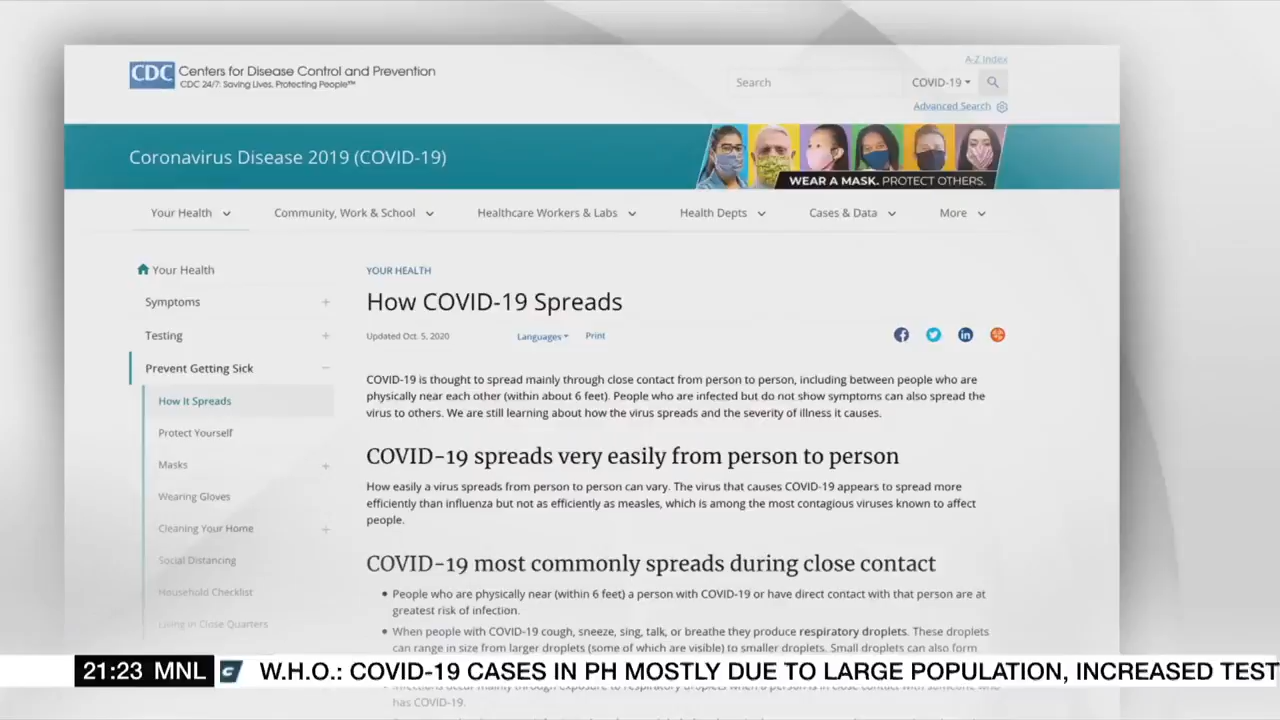 CDC Centers for Disease Control and Prevention
CDC 24/7: Saving Lives. Protecting People™
A-Z Index
Search
COVID-19
Advanced Search
Coronavirus Disease 2019 (COVID-19)
WEAR A MASK. PROTECT OTHERS.
Your Health
Community, Work & School
Healthcare Workers & Labs
Health Depts
Cases & Data
More
Your Health
Symptoms
Testing
Prevent Getting Sick
How It Spreads
Protect Yourself
Masks
Wearing Gloves
Cleaning Your Home
Social Distancing
Household Checklist
Living in Close Quarters
YOUR HEALTH
How COVID-19 Spreads
Updated Oct. 5, 2020
Languages
Print
COVID-19 is thought to spread mainly through close contact from person to person, including between people who are
physically near each other (within about 6 feet). People who are infected but do not show symptoms can also spread the
virus to others. We are still learning about how the virus spreads and the severity of illness it causes.
COVID-19 spreads very easily from person to person
How easily a virus spreads from person to person can vary. The virus that causes COVID-19 appears to spread more
efficiently than influenza but not as efficiently as measles, which is among the most contagious viruses known to affect
people.
COVID-19 most commonly spreads during close contact
People who are physically near (within 6 feet) a person with COVID-19 or have direct contact with that person are at
greatest risk of infection.
When people with COVID-19 cough, sneeze, sing, talk, or breathe they produce respiratory droplets. These droplets
can range in size from larger droplets (some of which are visible) to smaller droplets. Small droplets can also form
has COVID-19.
21:23 MNL
W.H.O.: COVID-19 CASES IN PH MOSTLY DUE TO LARGE POPULATION, INCREASED TEST